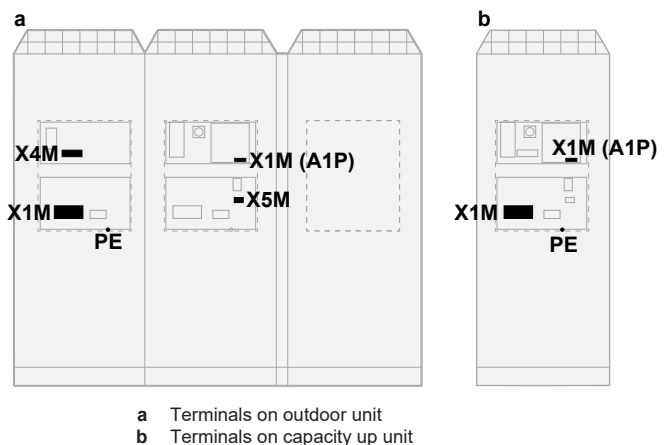 a
b
X4M
X1M (A1P)
X1M (A1P)
X5M
X1M
X1M
PE
PE
a Terminals on outdoor unit
b Terminals on capacity up unit